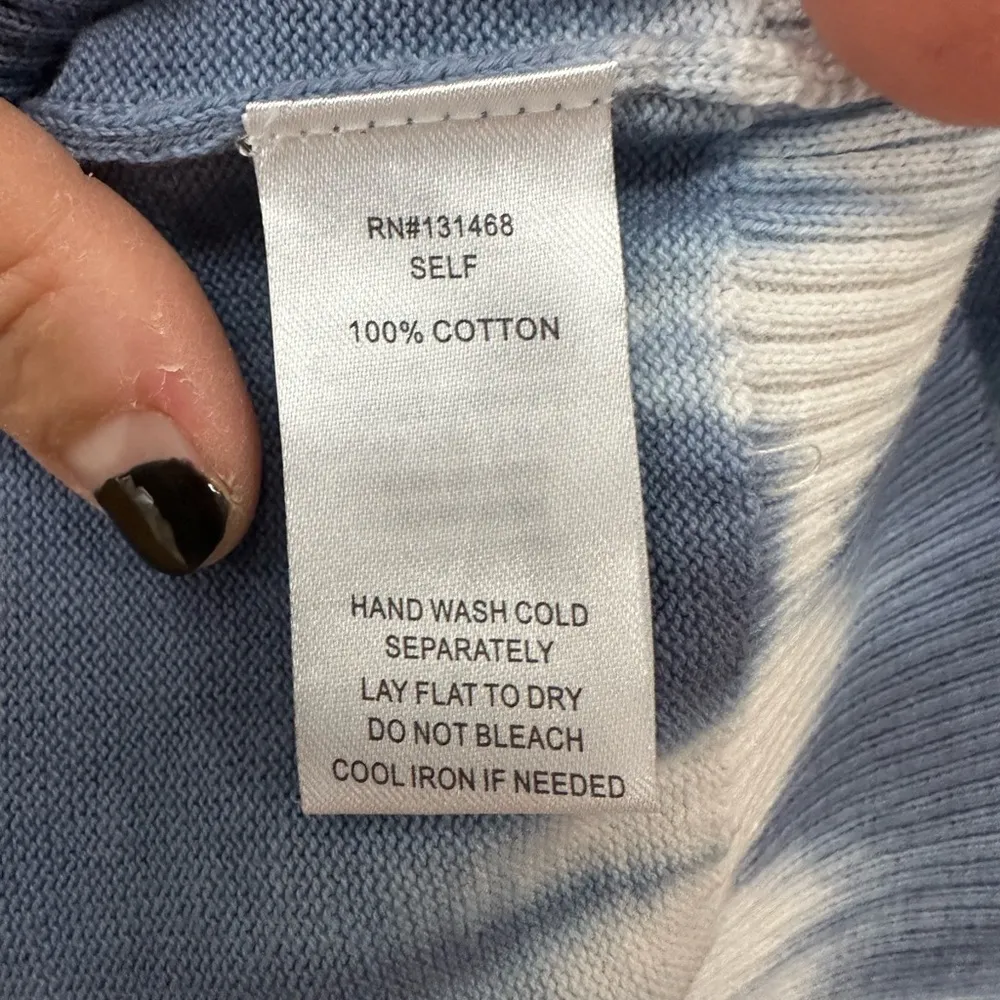 RN#131468
SELF
100% COTTON
HAND WASH COLD
SEPARATELY
LAY FLAT TO DRY
DO NOT BLEACH
COOL IRON IF NEEDED